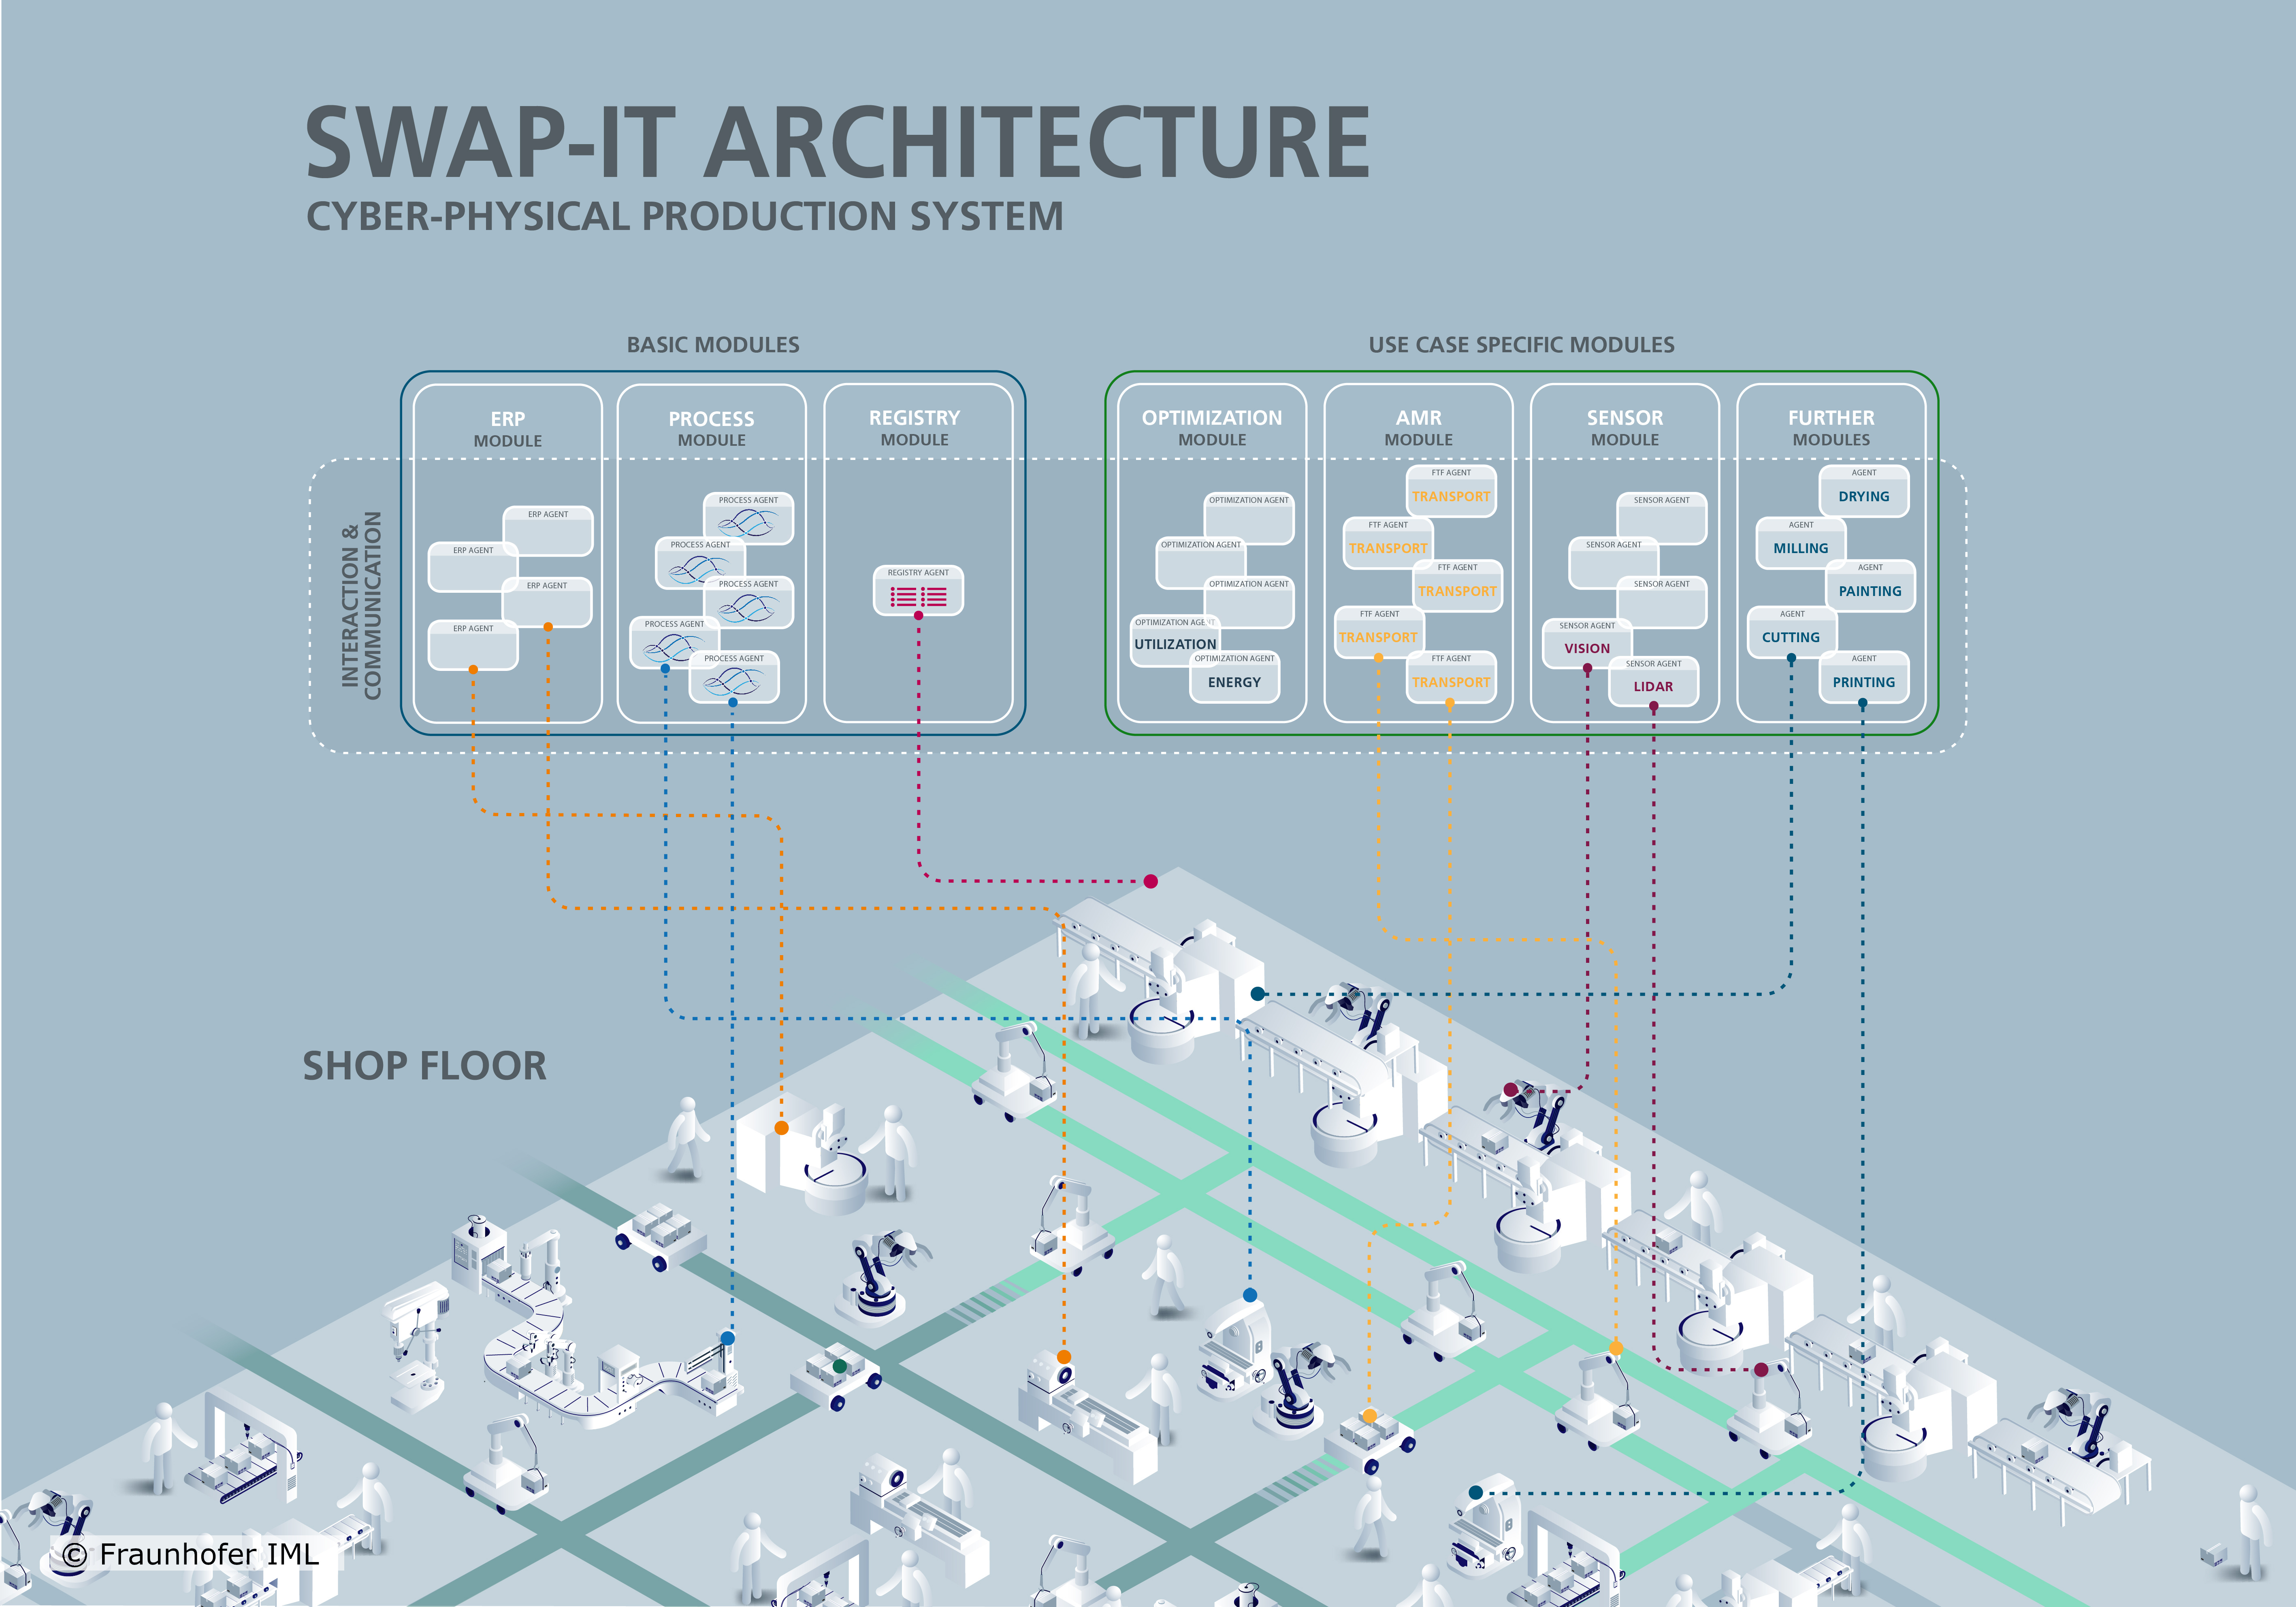 SWAP-IT ARCHITECTURE
CYBER-PHYSICAL PRODUCTION SYSTEM
BASIC MODULES
USE CASE SPECIFIC MODULES
INTERACTION &
COMMUNICATION
ERP
MODULE
ERP AGENT
ERP AGENT
ERP AGENT
ERP AGENT
PROCESS
MODULE
PROCESS AGENT
PROCESS AGENT
PROCESS AGENT
PROCESS AGENT
PROCESS AGENT
REGISTRY
MODULE
REGISTRY AGENT
OPTIMIZATION
MODULE
OPTIMIZATION AGENT
OPTIMIZATION AGENT
OPTIMIZATION AGENT
OPTIMIZATION AGENT
UTILIZATION
OPTIMIZATION AGENT
ENERGY
AMR
MODULE
FTF AGENT
TRANSPORT
FTF AGENT
TRANSPORT
FTF AGENT
TRANSPORT
FTF AGENT
TRANSPORT
FTF AGENT
TRANSPORT
SENSOR
MODULE
SENSOR AGENT
SENSOR AGENT
SENSOR AGENT
SENSOR AGENT
VISION
SENSOR AGENT
LIDAR
FURTHER
MODULES
AGENT
DRYING
AGENT
MILLING
AGENT
PAINTING
AGENT
CUTTING
AGENT
PRINTING
SHOP FLOOR
© Fraunhofer IML